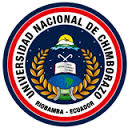 UNIVERSIDAD NACIONAL DE CHIMBORAZO
RIOBAMBA - ECUADOR